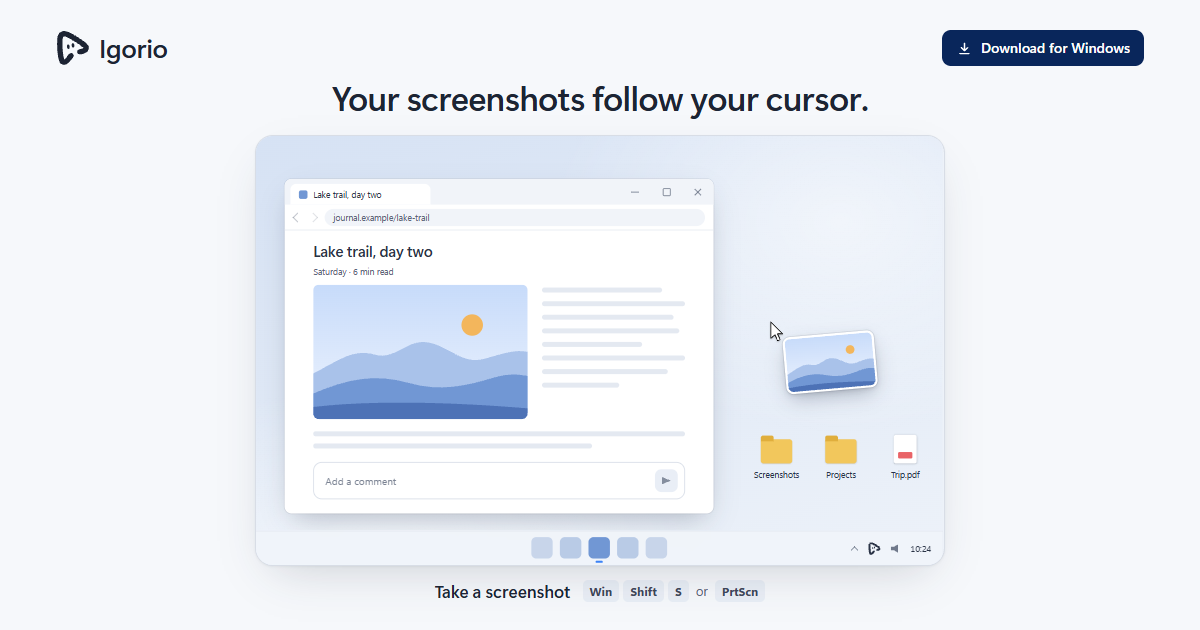 Igorio
Download for Windows
Your screenshots follow your cursor.
Lake trail, day two
journal.example/lake-trail
Lake trail, day two
Saturday · 6 min read
Add a comment
Screenshots
Projects
Trip.pdf
10:24
Take a screenshot Win Shift S or PrtScn